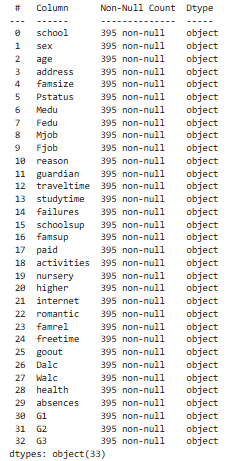 #   Column      Non-Null Count  Dtype
---  ------      --------------  -----
0   school      395 non-null    object
1   sex         395 non-null    object
2   age         395 non-null    object
3   address     395 non-null    object
4   famsize     395 non-null    object
5   Pstatus     395 non-null    object
6   Medu        395 non-null    object
7   Fedu        395 non-null    object
8   Mjob        395 non-null    object
9   Fjob        395 non-null    object
10  reason      395 non-null    object
11  guardian    395 non-null    object
12  traveltime  395 non-null    object
13  studytime   395 non-null    object
14  failures    395 non-null    object
15  schoolsup   395 non-null    object
16  famsup      395 non-null    object
17  paid        395 non-null    object
18  activities  395 non-null    object
19  nursery     395 non-null    object
20  higher      395 non-null    object
21  internet    395 non-null    object
22  romantic    395 non-null    object
23  famrel      395 non-null    object
24  freetime    395 non-null    object
25  goout       395 non-null    object
26  Dalc        395 non-null    object
27  Walc        395 non-null    object
28  health      395 non-null    object
29  absences    395 non-null    object
30  G1          395 non-null    object
31  G2          395 non-null    object
32  G3          395 non-null    object
dtypes: object(33)